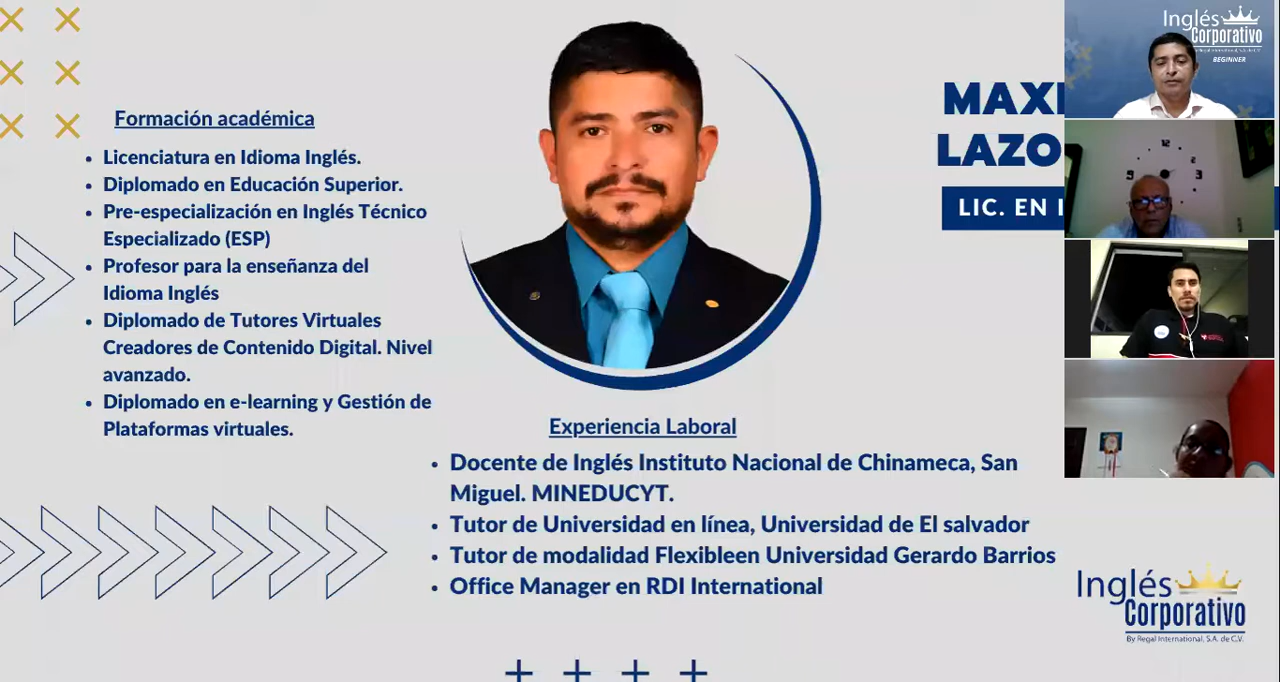 Formación académica
Licenciatura en Idioma Inglés.
Diplomado en Educación Superior.
Pre-especialización en Inglés Técnico
Especializado (ESP)
Profesor para la enseñanza del
Idioma Inglés
Diplomado de Tutores Virtuales
Creadores de Contenido Digital. Nivel
avanzado.
Diplomado en e-learning y Gestión de
Plataformas virtuales.
LAZO
LIC. EN
Experiencia Laboral
Docente de Inglés Instituto Nacional de Chinameca, San
Miguel. MINEDUCYT.
Tutor de Universidad en línea, Universidad de El salvador
Tutor de modalidad Flexibleen Universidad Gerardo Barrios
Office Manager en RDI International
Inglés
Corporativo
BEGINNER
12
9
3
Inglés
Corporativo
By Regal International, S.A. de C.V.